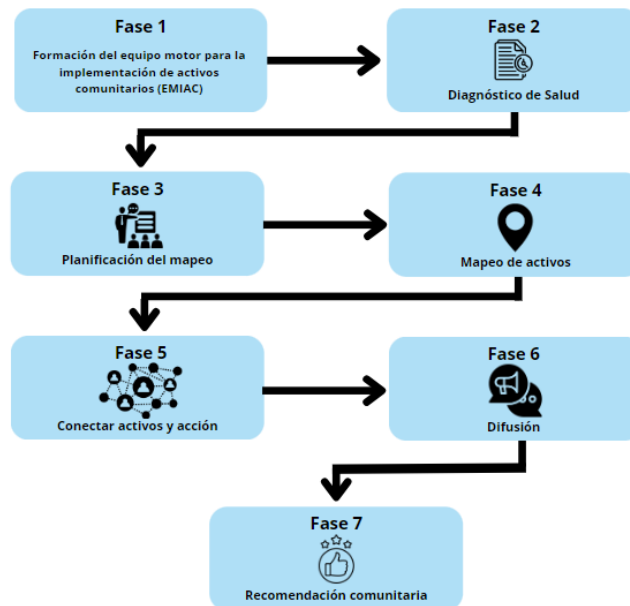 Fase 1
Formación del equipo motor para la
implementación de activos
comunitarios (EMIAC)
Fase 2
Diagnóstico de Salud
Fase 3
Planificación del mapeo
Fase 4
Mapeo de activos
Fase 5
Conectar activos y acción
Fase 6
Difusión
Fase 7
Recomendación comunitaria